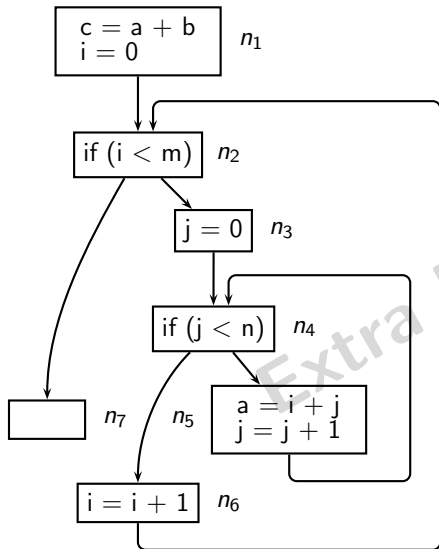 c = a + b
i = 0
n1
if (i < m)
n2
j = 0
n3
if (j < n)
n4
Extra
a = i + j
j = j + 1
n5
n7
i = i + 1
n6